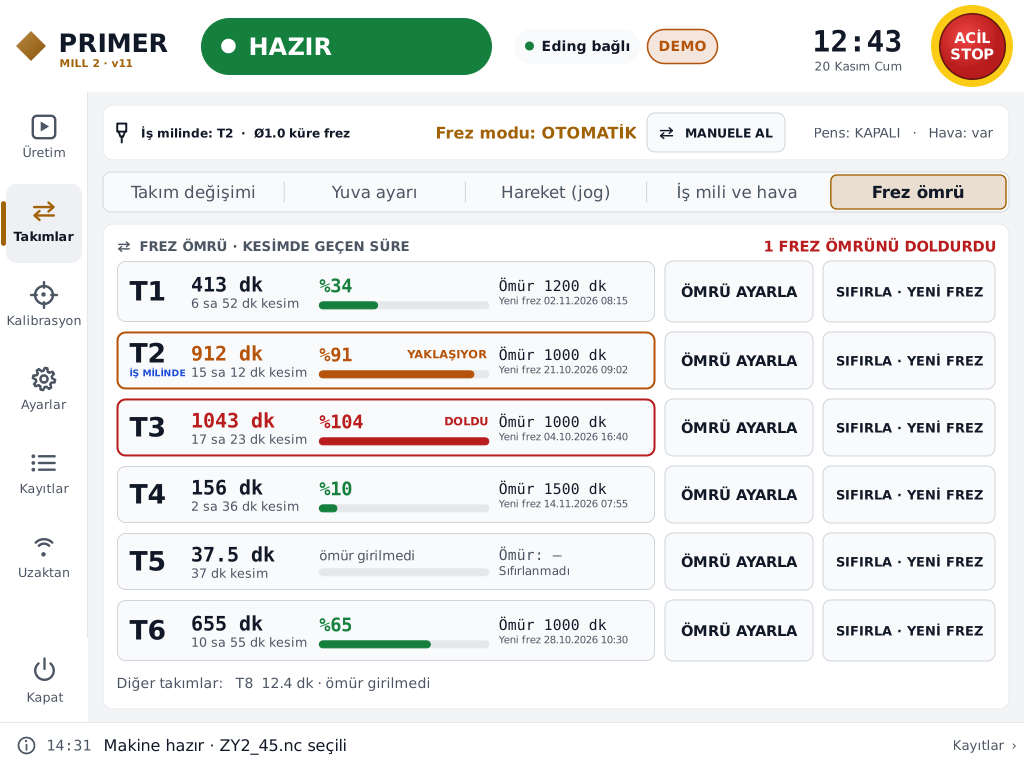 PRIMER
MILL 2 · v11
HAZIR
Eding bağlı
DEMO
12:43
20 Kasım Cum
ACİL
STOP
Üretim
Takımlar
Kalibrasyon
Ayarlar
Kayıtlar
Uzaktan
Kapat
İş milinde: T2 · Ø1.0 küre frez
Frez modu: OTOMATİK
MANUELE AL
Pens: KAPALI · Hava: var
Takım değişimi
Yuva ayarı
Hareket (jog)
İş mili ve hava
Frez ömrü
FREZ ÖMRÜ · KESİMDE GEÇEN SÜRE
1 FREZ ÖMRÜNÜ DOLDURDU
T1
413 dk
6 sa 52 dk kesim
%34
Ömür 1200 dk
Yeni frez 02.11.2026 08:15
ÖMRÜ AYARLA
SIFIRLA · YENİ FREZ
T2
İŞ MİLİNDE
912 dk
15 sa 12 dk kesim
%91
YAKLAŞIYOR
Ömür 1000 dk
Yeni frez 21.10.2026 09:02
ÖMRÜ AYARLA
SIFIRLA · YENİ FREZ
T3
1043 dk
17 sa 23 dk kesim
%104
DOLDU
Ömür 1000 dk
Yeni frez 04.10.2026 16:40
ÖMRÜ AYARLA
SIFIRLA · YENİ FREZ
T4
156 dk
2 sa 36 dk kesim
%10
Ömür 1500 dk
Yeni frez 14.11.2026 07:55
ÖMRÜ AYARLA
SIFIRLA · YENİ FREZ
T5
37.5 dk
37 dk kesim
ömür girilmedi
Ömür: —
Sıfırlanmadı
ÖMRÜ AYARLA
SIFIRLA · YENİ FREZ
T6
655 dk
10 sa 55 dk kesim
%65
Ömür 1000 dk
Yeni frez 28.10.2026 10:30
ÖMRÜ AYARLA
SIFIRLA · YENİ FREZ
Diğer takımlar: T8 12.4 dk · ömür girilmedi
14:31 Makine hazır · ZY2_45.nc seçili
Kayıtlar ›